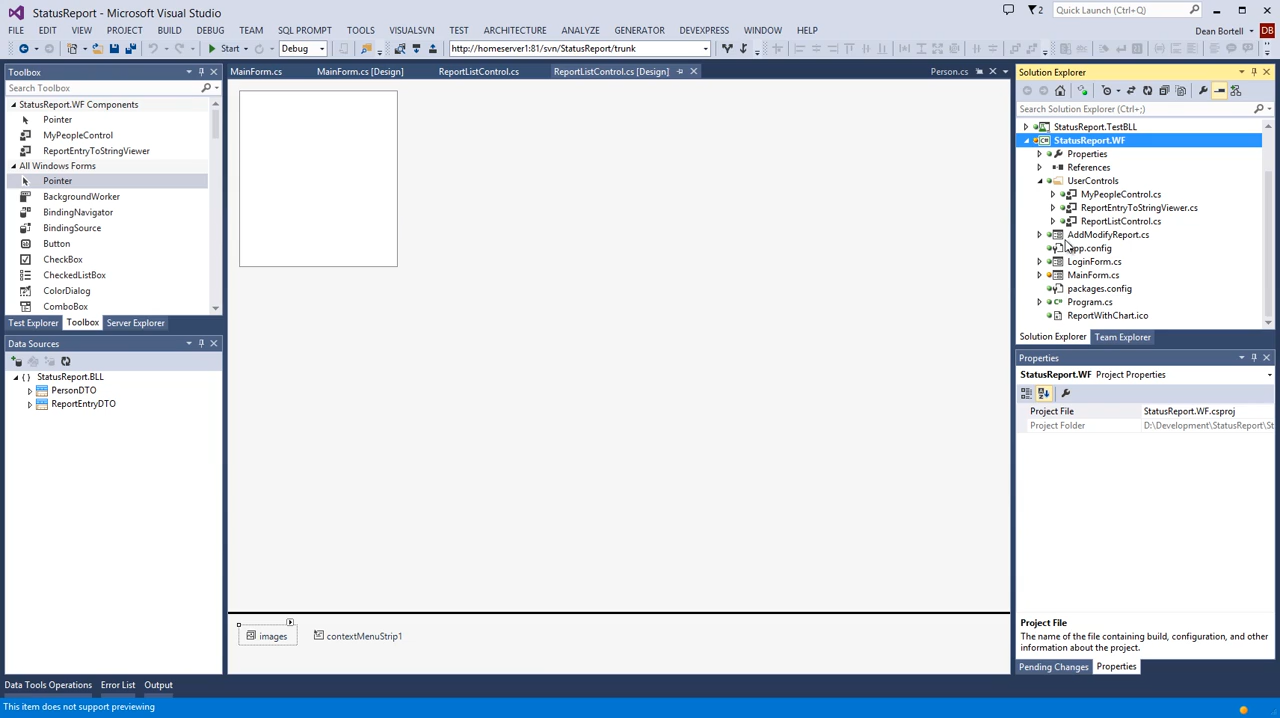 StatusReport - Microsoft Visual Studio
2
Quick Launch (Ctrl+;)
FILE EDIT VIEW PROJECT BUILD DEBUG TEAM SQL PROMPT TOOLS VISUALSVN TEST ARCHITECTURE ANALYZE GENERATOR DEVEXPRESS WINDOW HELP
Dean Bortell DB
Start Debug http://homeserver1:81/svn/StatusReport/trunk
Toolbox
Search Toolbox
StatusReport.WF Components
Pointer
MyPeopleControl
ReportEntryToStringViewer
All Windows Forms
Pointer
BackgroundWorker
BindingNavigator
BindingSource
Button
CheckBox
CheckedListBox
ColorDialog
ComboBox
Test Explorer Toolbox Server Explorer
Data Sources
StatusReport.BLL
PersonDTO
ReportEntryDTO
MainForm.cs MainForm.cs [Design] ReportListControl.cs ReportListControl.cs [Design] Person.cs
images contextMenuStrip1
Solution Explorer
Search Solution Explorer (Ctrl+;)
StatusReport.TestBLL
StatusReport.WF
Properties
References
UserControls
MyPeopleControl.cs
ReportEntryToStringViewer.cs
ReportListControl.cs
AddModifyReport.cs
pp.config
LoginForm.cs
MainForm.cs
packages.config
Program.cs
ReportWithChart.ico
Solution Explorer Team Explorer
Properties
StatusReport.WF Project Properties
Project File StatusReport.WF.csproj
Project Folder D:\Development\StatusReport\St
Project File
The name of the file containing build, configuration, and other
information about the project.
Pending Changes Properties
Data Tools Operations Error List Output
This item does not support previewing